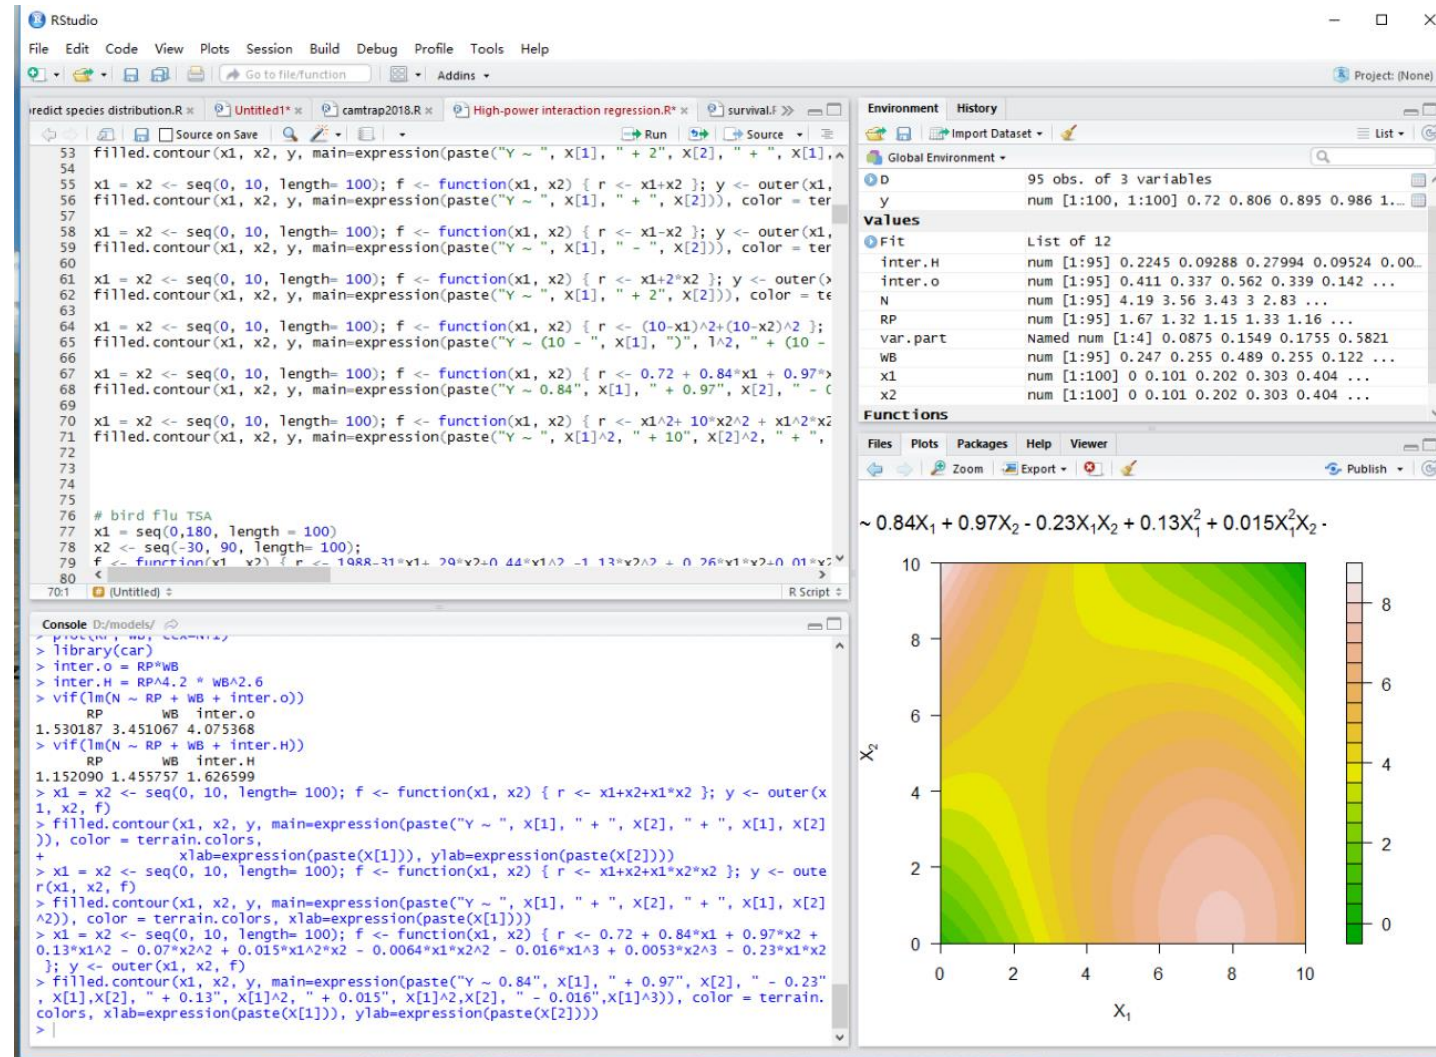 RStudio
File Edit Code View Plots Session Build Debug Profile Tools Help
Go to file/function Addins Project: (None)
redict species distribution.R Untitled1* camtrap2018.R High-power interaction regression.R* survival.F
Source on Save Run Source
53 filled.contour(x1, x2, y, main=expression(paste("Y ~ ", X[1], " + 2", X[2], " + ", X[1],
54
55 x1 = x2 <- seq(0, 10, length= 100); f <- function(x1, x2) { r <- x1+x2 }; y <- outer(x1,
56 filled.contour(x1, x2, y, main=expression(paste("Y ~ ", X[1], " + ", X[2])), color = ter
57
58 x1 = x2 <- seq(0, 10, length= 100); f <- function(x1, x2) { r <- x1-x2 }; y <- outer(x1,
59 filled.contour(x1, x2, y, main=expression(paste("Y ~ ", X[1], " - ", X[2])), color = ter
60
61 x1 = x2 <- seq(0, 10, length= 100); f <- function(x1, x2) { r <- x1+2*x2 }; y <- outer(x
62 filled.contour(x1, x2, y, main=expression(paste("Y ~ ", X[1], " + 2", X[2])), color = te
63
64 x1 = x2 <- seq(0, 10, length= 100); f <- function(x1, x2) { r <- (10-x1)^2+(10-x2)^2 };
65 filled.contour(x1, x2, y, main=expression(paste("Y ~ (10 - ", X[1], ")", l^2, " + (10 -
66
67 x1 = x2 <- seq(0, 10, length= 100); f <- function(x1, x2) { r <- 0.72 + 0.84*x1 + 0.97*x
68 filled.contour(x1, x2, y, main=expression(paste("Y ~ 0.84", X[1], " + 0.97", X[2], " - 0
69
70 x1 = x2 <- seq(0, 10, length= 100); f <- function(x1, x2) { r <- x1^2+ 10*x2^2 + x1^2*x2
71 filled.contour(x1, x2, y, main=expression(paste("Y ~ ", X[1]^2, " + 10", X[2]^2, " + ",
72
73
74
75
76 # bird flu TSA
77 x1 = seq(0,180, length = 100)
78 x2 <- seq(-30, 90, length= 100);
79 f <- function(x1, x2) { r <- 1988-31*x1+ 29*x2+0.44*x1^2 -1.13*x2^2 + 0.26*x1*x2+0.01*x2
80
70:1 (Untitled) R Script
Console D:/models/
> plot(RP, WB, cex=N+1)
> library(car)
> inter.o = RP*WB
> inter.H = RP^4.2 * WB^2.6
> vif(lm(N ~ RP + WB + inter.o))
RP WB inter.o
1.530187 3.451067 4.075368
> vif(lm(N ~ RP + WB + inter.H))
RP WB inter.H
1.152090 1.455757 1.626599
> x1 = x2 <- seq(0, 10, length= 100); f <- function(x1, x2) { r <- x1+x2+x1*x2 }; y <- outer(x
1, x2, f)
> filled.contour(x1, x2, y, main=expression(paste("Y ~ ", X[1], " + ", X[2], " + ", X[1], X[2]
)), color = terrain.colors,
+ xlab=expression(paste(X[1])), ylab=expression(paste(X[2])))
> x1 = x2 <- seq(0, 10, length= 100); f <- function(x1, x2) { r <- x1+x2+x1*x2*x2 }; y <- oute
r(x1, x2, f)
> filled.contour(x1, x2, y, main=expression(paste("Y ~ ", X[1], " + ", X[2], " + ", X[1], X[2]
^2)), color = terrain.colors, xlab=expression(paste(X[1])))
> x1 = x2 <- seq(0, 10, length= 100); f <- function(x1, x2) { r <- 0.72 + 0.84*x1 + 0.97*x2 +
0.13*x1^2 - 0.07*x2^2 + 0.015*x1^2*x2 - 0.0064*x1*x2^2 - 0.016*x1^3 + 0.0053*x2^3 - 0.23*x1*x2
}; y <- outer(x1, x2, f)
> filled.contour(x1, x2, y, main=expression(paste("Y ~ 0.84", X[1], " + 0.97", X[2], " - 0.23"
, X[1],X[2], " + 0.13", X[1]^2, " + 0.015", X[1]^2,X[2], " - 0.016",X[1]^3)), color = terrain.
colors, xlab=expression(paste(X[1])), ylab=expression(paste(X[2])))
>
Environment History
Import Dataset List
Global Environment
D 95 obs. of 3 variables
y num [1:100, 1:100] 0.72 0.806 0.895 0.986 1...
Values
Fit List of 12
inter.H num [1:95] 0.2245 0.09288 0.27994 0.09524 0.00...
inter.o num [1:95] 0.411 0.337 0.562 0.339 0.142 ...
N num [1:95] 4.19 3.56 3.43 3 2.83 ...
RP num [1:95] 1.67 1.32 1.15 1.33 1.16 ...
var.part Named num [1:4] 0.0875 0.1549 0.1755 0.5821
WB num [1:95] 0.247 0.255 0.489 0.255 0.122 ...
x1 num [1:100] 0 0.101 0.202 0.303 0.404 ...
x2 num [1:100] 0 0.101 0.202 0.303 0.404 ...
Functions
Files Plots Packages Help Viewer
Zoom Export Publish
~ 0.84X₁ + 0.97X₂ - 0.23X₁X₂ + 0.13X₁² + 0.015X₁²X₂ -
10
8
6
4
2
0
X₂
0 2 4 6 8 10
X₁
8
6
4
2
0